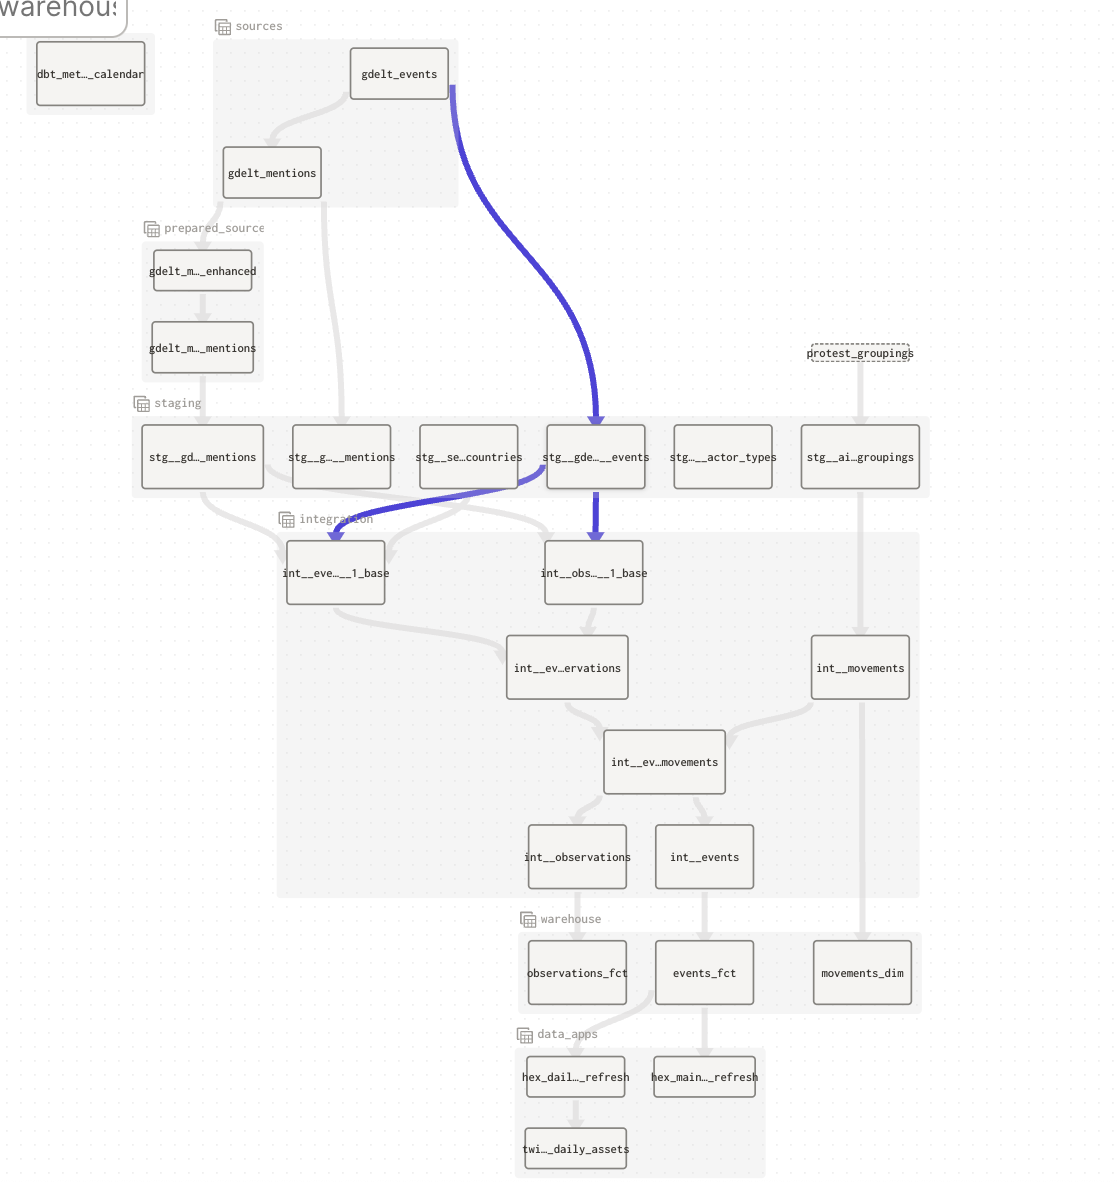 sources
dbt_met…_calendar
gdelt_events
gdelt_mentions
prepared_source
gdelt_m…_enhanced
gdelt_m…_mentions
protest_groupings
staging
stg__gd…_mentions
stg__g…__mentions
stg__se…countries
stg__gde…__events
stg…__actor_types
stg__ai…groupings
integration
int__eve…__1_base
int__obs…__1_base
int__ev…ervations
int__movements
int__ev…movements
int__observations
int__events
warehouse
observations_fct
events_fct
movements_dim
data_apps
hex_dail…_refresh
hex_main…_refresh
twi…_daily_assets